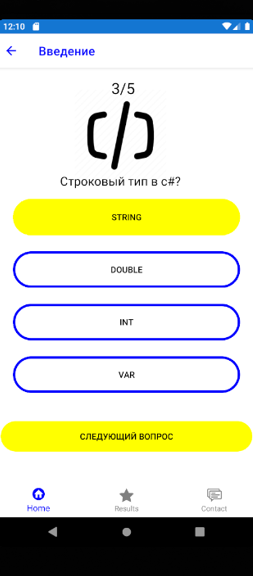 12:10
Введение
3/5
Строковый тип в с#?
STRING
DOUBLE
INT
VAR
СЛЕДУЮЩИЙ ВОПРОС
Home Results Contact